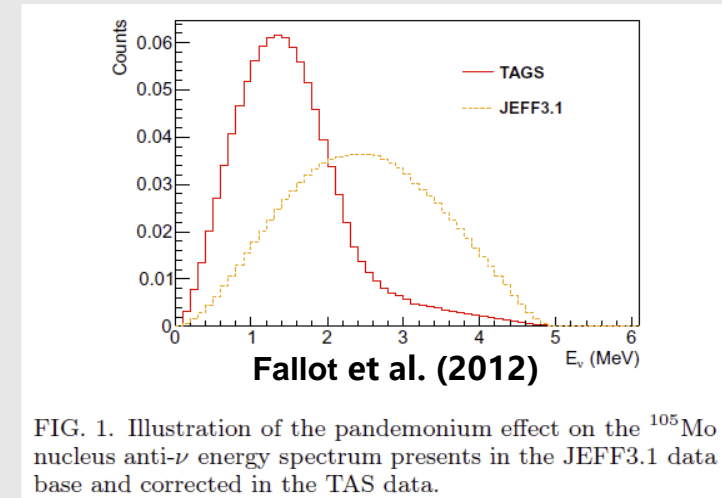 Counts
0.06
0.05
0.04
0.03
0.02
0.01
0
TAGS
JEFF3.1
0 1 2 3 4 5 6
Eᵥ (MeV)
Fallot et al. (2012)
FIG. 1. Illustration of the pandemonium effect on the ¹⁰⁵Mo
nucleus anti-ν energy spectrum presents in the JEFF3.1 data
base and corrected in the TAS data.